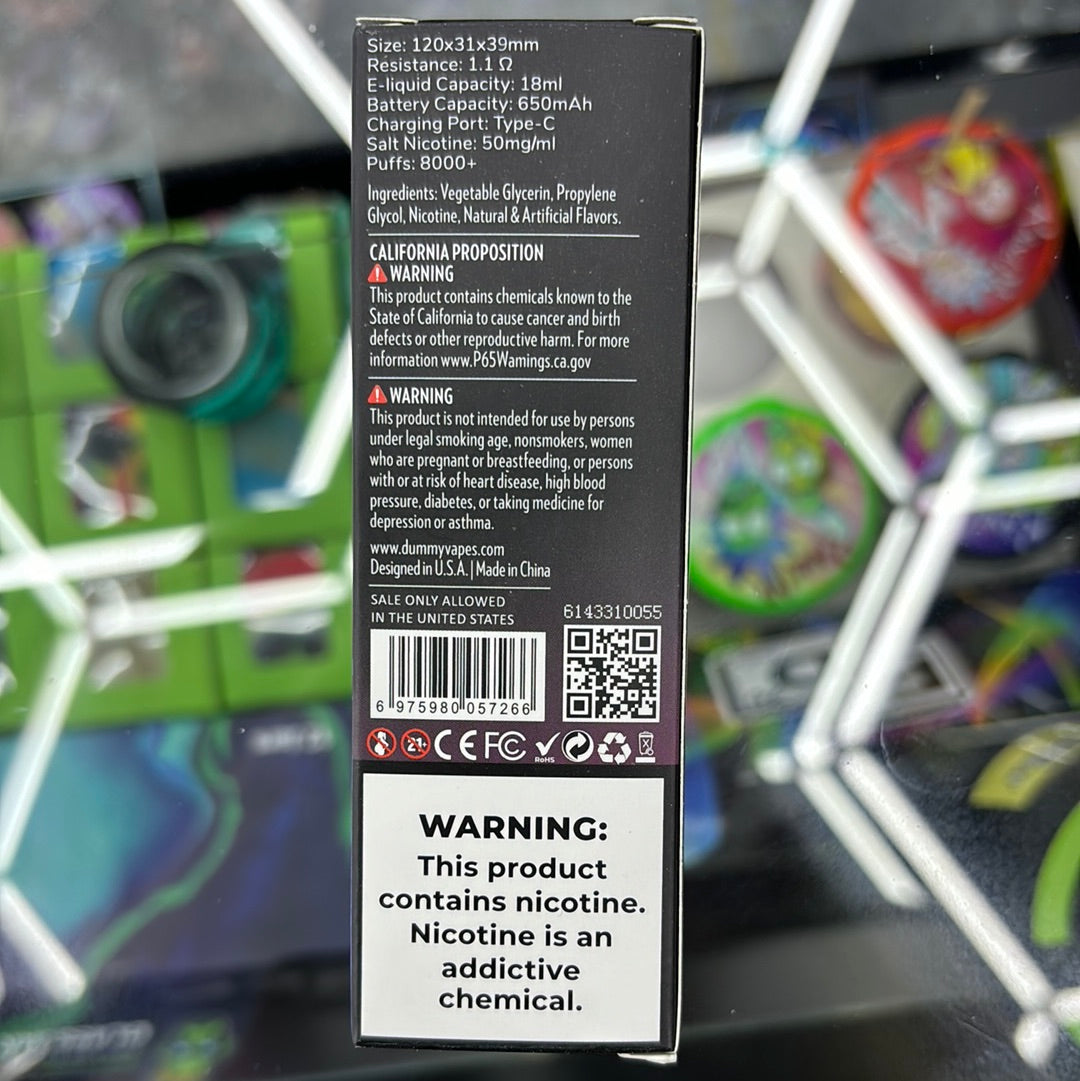 Size: 120x31x39mm
Resistance: 1.1 Ω
E-liquid Capacity: 18ml
Battery Capacity: 650mAh
Charging Port: Type-C
Salt Nicotine: 50mg/ml
Puffs: 8000+
Ingredients: Vegetable Glycerin, Propylene
Glycol, Nicotine, Natural & Artificial Flavors.
CALIFORNIA PROPOSITION
WARNING
This product contains chemicals known to the
State of California to cause cancer and birth
defects or other reproductive harm. For more
information www.P65Wamings.ca.gov
WARNING
This product is not intended for use by persons
under legal smoking age, nonsmokers, women
who are pregnant or breastfeeding, or persons
with or at risk of heart disease, high blood
pressure, diabetes, or taking medicine for
depression or asthma.
www.dummyvapes.com
Designed in U.S.A. | Made in China
SALE ONLY ALLOWED
IN THE UNITED STATES
6143310055
6 975980 057266
21+ CE FC RoHS
WARNING:
This product
contains nicotine.
Nicotine is an
addictive
chemical.